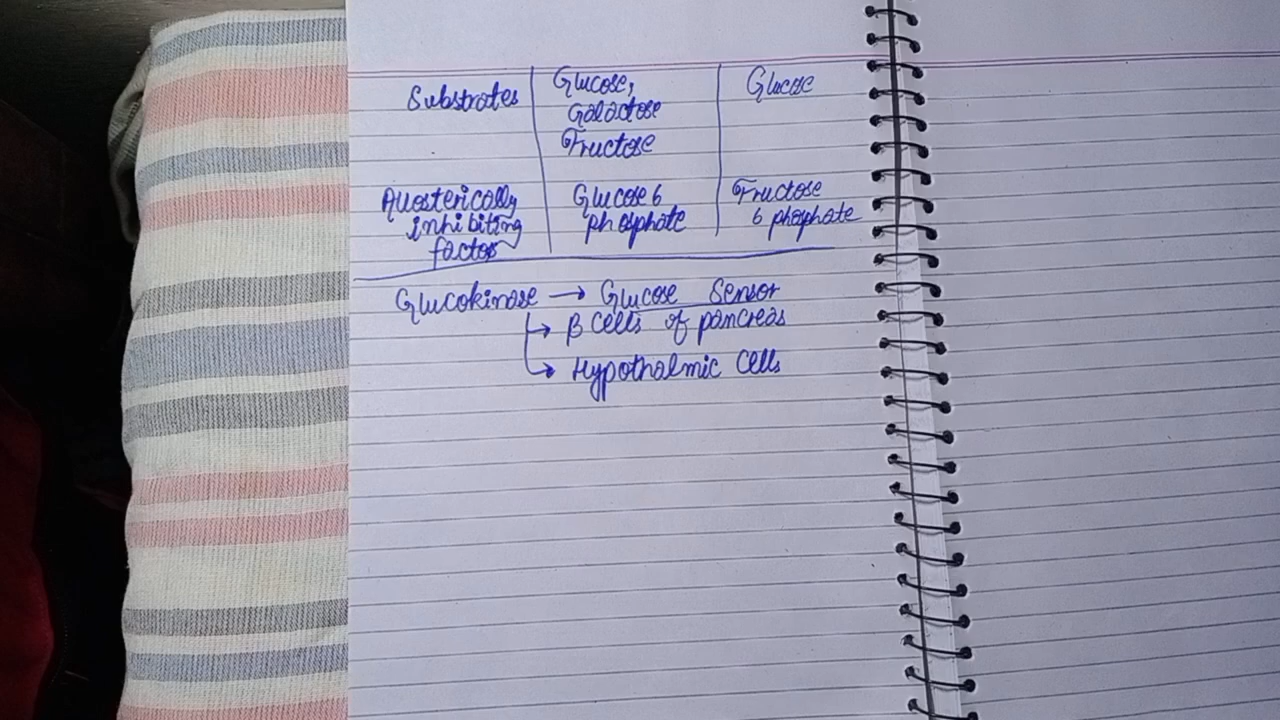 Substrates Glucose, Glucose
Galactose
Fructose
Allosterically Glucose 6 Fructose
inhibiting phosphate 6 phosphate
factor
Glucokinase → Glucose Sensor
→ β cells of pancreas
→ Hypothalmic Cells